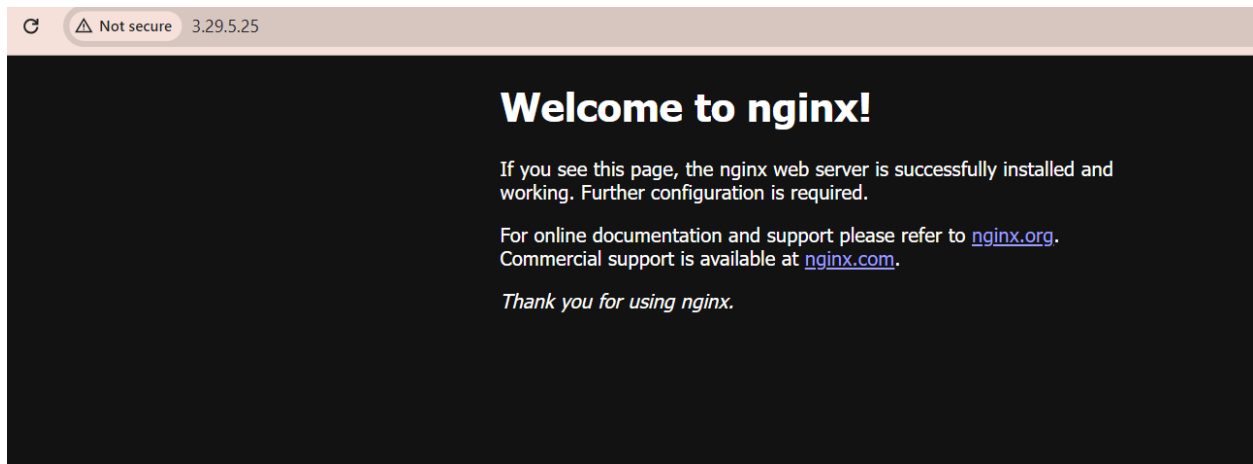 Not secure 3.29.5.25
Welcome to nginx!
If you see this page, the nginx web server is successfully installed and
working. Further configuration is required.
For online documentation and support please refer to nginx.org.
Commercial support is available at nginx.com.
Thank you for using nginx.